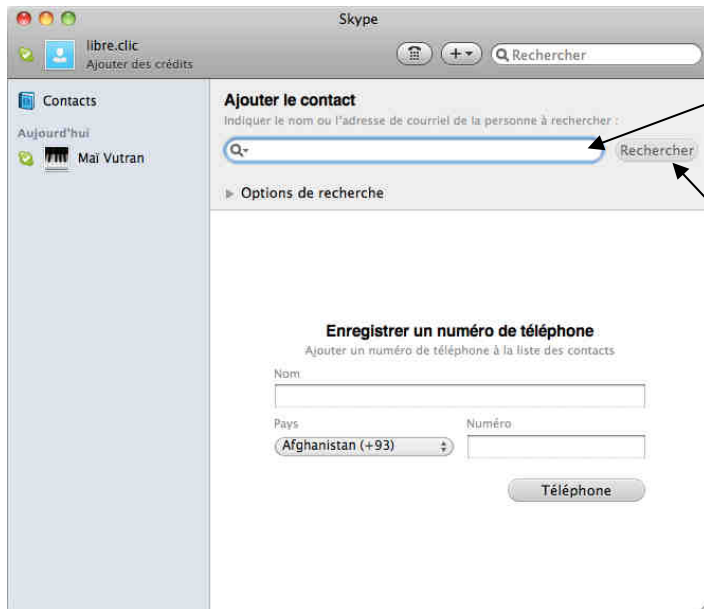 Skype
libre.clic
Ajouter des crédits
Rechercher
Contacts
Aujourd'hui
Maï Vutran
Ajouter le contact
Indiquer le nom ou l'adresse de courriel de la personne à rechercher :
Rechercher
Options de recherche
Enregistrer un numéro de téléphone
Ajouter un numéro de téléphone à la liste des contacts
Nom
Pays Numéro
Afghanistan (+93)
Téléphone